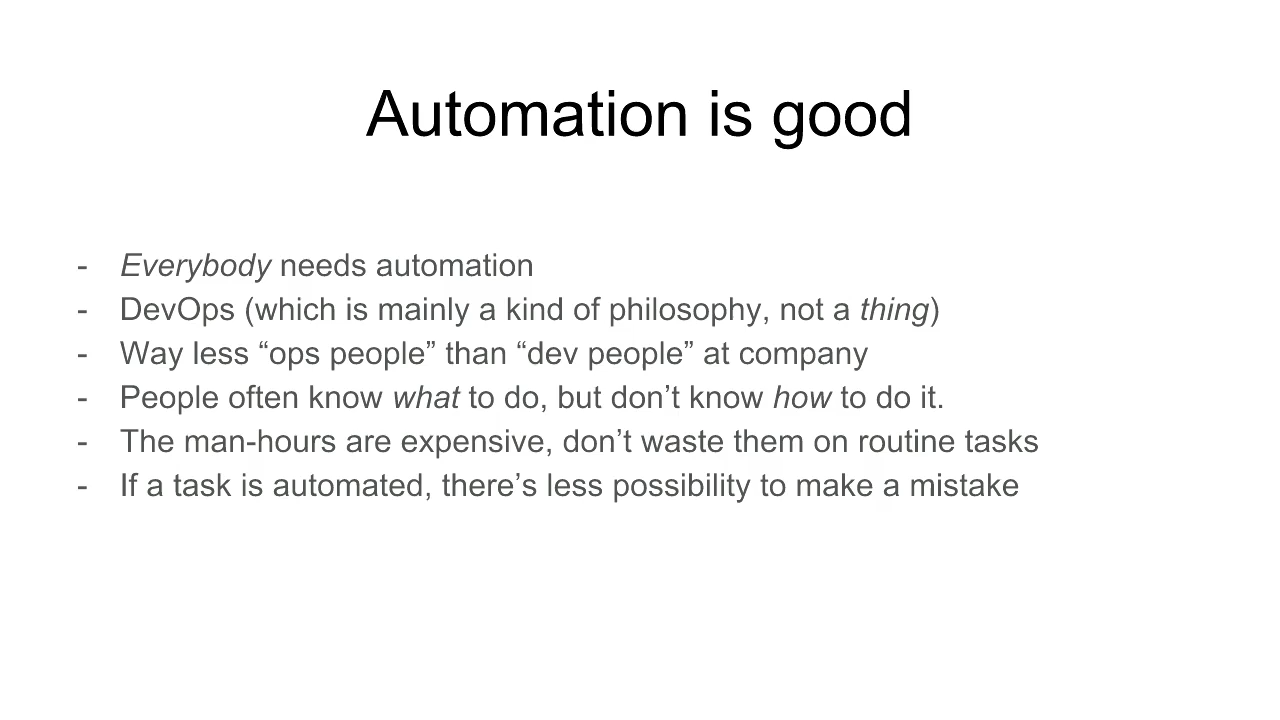 Automation is good
- Everybody needs automation
- DevOps (which is mainly a kind of philosophy, not a thing)
- Way less “ops people” than “dev people” at company
- People often know what to do, but don’t know how to do it.
- The man-hours are expensive, don’t waste them on routine tasks
- If a task is automated, there’s less possibility to make a mistake